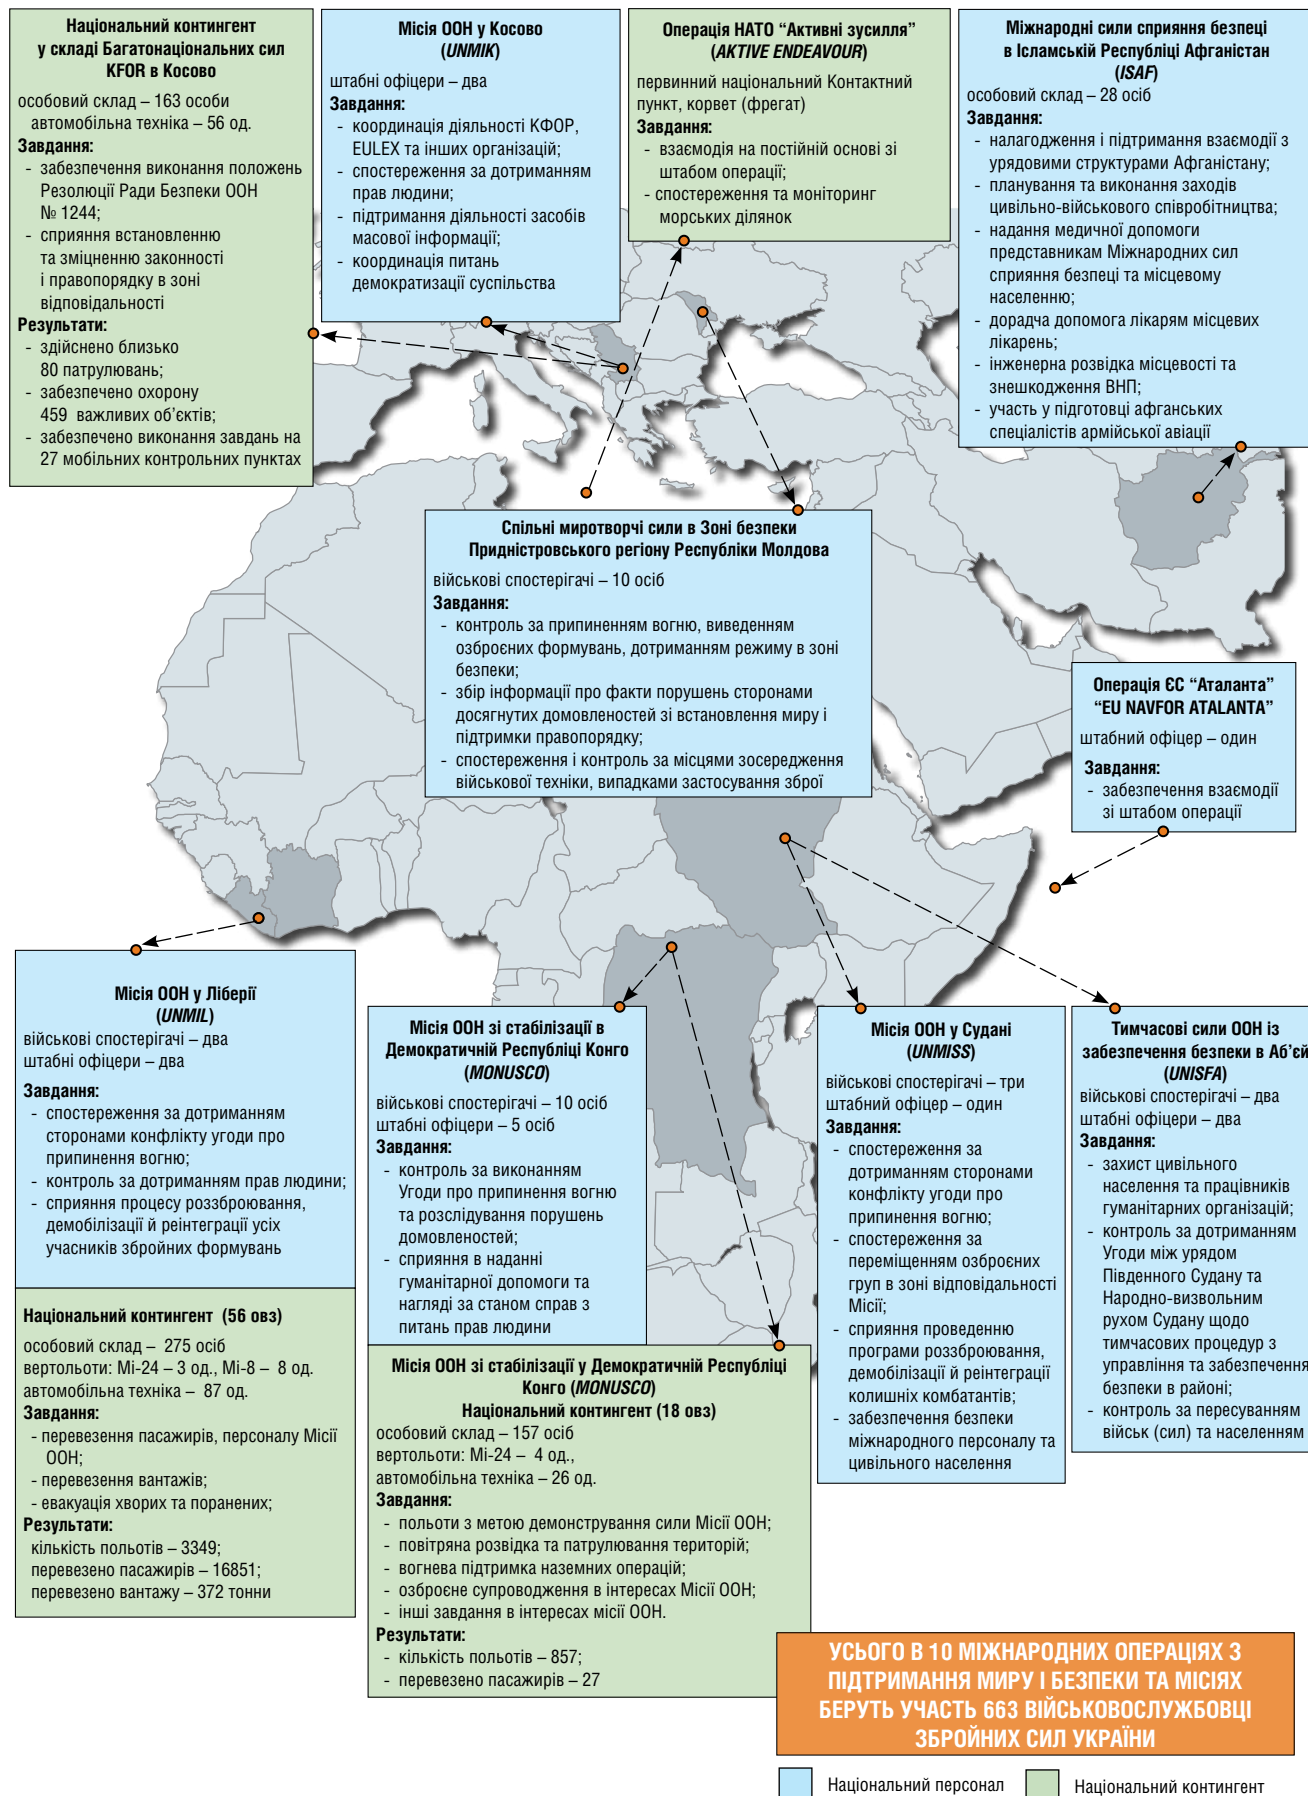 Національний контингент
у складі Багатонаціональних сил
KFOR в Косово
особовий склад – 163 особи
автомобільна техніка – 56 од.
Завдання:
- забезпечення виконання положень
Резолюції Ради Безпеки ООН
№ 1244;
- сприяння встановленню
та зміцненню законності
і правопорядку в зоні
відповідальності
Результати:
- здійснено близько
80 патрулювань;
- забезпечено охорону
459 важливих об’єктів;
- забезпечено виконання завдань на
27 мобільних контрольних пунктах
Місія ООН у Косово
(UNMIK)
штабні офіцери – два
Завдання:
- координація діяльності КФОР,
EULEX та інших організацій;
- спостереження за дотриманням
прав людини;
- підтримання діяльності засобів
масової інформації;
- координація питань
демократизації суспільства
Операція НАТО “Активні зусилля”
(AKTIVE ENDEAVOUR)
первинний національний Контактний
пункт, корвет (фрегат)
Завдання:
- взаємодія на постійній основі зі
штабом операції;
- спостереження та моніторинг
морських ділянок
Міжнародні сили сприяння безпеці
в Ісламській Республіці Афганістан
(ISAF)
особовий склад – 28 осіб
Завдання:
- налагодження і підтримання взаємодії з
урядовими структурами Афганістану;
- планування та виконання заходів
цивільно-військового співробітництва;
- надання медичної допомоги
представникам Міжнародних сил
сприяння безпеці та місцевому
населенню;
- дорадча допомога лікарям місцевих
лікарень;
- інженерна розвідка місцевості та
знешкодження ВНП;
- участь у підготовці афганських
спеціалістів армійської авіації
Спільні миротворчі сили в Зоні безпеки
Придністровського регіону Республіки Молдова
військові спостерігачі – 10 осіб
Завдання:
- контроль за припиненням вогню, виведенням
озброєних формувань, дотриманням режиму в зоні
безпеки;
- збір інформації про факти порушень сторонами
досягнутих домовленостей зі встановлення миру і
підтримки правопорядку;
- спостереження і контроль за місцями зосередження
військової техніки, випадками застосування зброї
Операція ЄС “Аталанта”
“EU NAVFOR ATALANTA”
штабний офіцер – один
Завдання:
- забезпечення взаємодії
зі штабом операції
Місія ООН у Ліберії
(UNMIL)
військові спостерігачі – два
штабні офіцери – два
Завдання:
- спостереження за дотриманням
сторонами конфлікту угоди про
припинення вогню;
- контроль за дотриманням прав людини;
- сприяння процесу роззброювання,
демобілізації й реінтеграції усіх
учасників збройних формувань
Національний контингент (56 овз)
особовий склад – 275 осіб
вертольоти: Мі-24 – 3 од., Мі-8 – 8 од.
автомобільна техніка – 87 од.
Завдання:
- перевезення пасажирів, персоналу Місії
ООН;
- перевезення вантажів;
- евакуація хворих та поранених;
Результати:
кількість польотів – 3349;
перевезено пасажирів – 16851;
перевезено вантажу – 372 тонни
Місія ООН зі стабілізації в
Демократичній Республіці Конго
(MONUSCO)
військові спостерігачі – 10 осіб
штабні офіцери – 5 осіб
Завдання:
- контроль за виконанням
Угоди про припинення вогню
та розслідування порушень
домовленостей;
- сприяння в наданні
гуманітарної допомоги та
нагляді за станом справ з
питань прав людини
Місія ООН зі стабілізації у Демократичній Республіці
Конго (MONUSCO)
Національний контингент (18 овз)
особовий склад – 157 осіб
вертольоти: Мі-24 – 4 од.,
автомобільна техніка – 26 од.
Завдання:
- польоти з метою демонстрування сили Місії ООН;
- повітряна розвідка та патрулювання територій;
- вогнева підтримка наземних операцій;
- озброєне супроводження в інтересах Місії ООН;
- інші завдання в інтересах місії ООН.
Результати:
- кількість польотів – 857;
- перевезено пасажирів – 27
Місія ООН у Судані
(UNMISS)
військові спостерігачі – три
штабний офіцер – один
Завдання:
- спостереження за
дотриманням сторонами
конфлікту угоди про
припинення вогню;
- спостереження за
переміщенням озброєних
груп в зоні відповідальності
Місії;
- сприяння проведенню
програми роззброювання,
демобілізації й реінтеграції
колишніх комбатантів;
- забезпечення безпеки
міжнародного персоналу та
цивільного населення
Тимчасові сили ООН із
забезпечення безпеки в Аб’єй
(UNISFA)
військові спостерігачі – два
штабні офіцери – два
Завдання:
- захист цивільного
населення та працівників
гуманітарних організацій;
- контроль за дотриманням
Угоди між урядом
Південного Судану та
Народно-визвольним
рухом Судану щодо
тимчасових процедур з
управління та забезпечення
безпеки в районі;
- контроль за пересуванням
військ (сил) та населенням
УСЬОГО В 10 МІЖНАРОДНИХ ОПЕРАЦІЯХ З
ПІДТРИМАННЯ МИРУ І БЕЗПЕКИ ТА МІСІЯХ
БЕРУТЬ УЧАСТЬ 663 ВІЙСЬКОВОСЛУЖБОВЦІ
ЗБРОЙНИХ СИЛ УКРАЇНИ
Національний персонал
Національний контингент